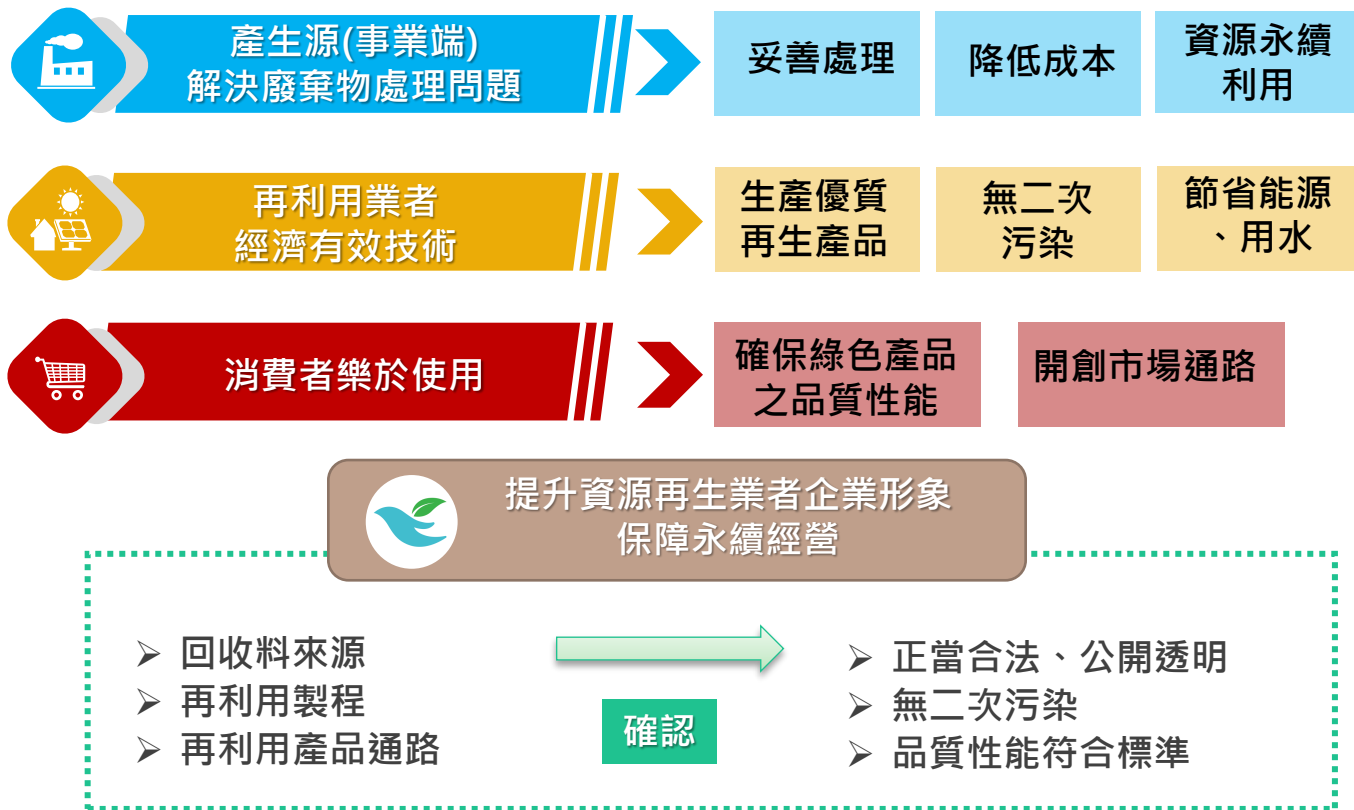 產生源(事業端)
解決廢棄物處理問題
妥善處理
降低成本
資源永續
利用
再利用業者
經濟有效技術
生產優質
再生產品
無二次
污染
節省能源
、用水
消費者樂於使用
確保綠色產品
之品質性能
開創市場通路
提升資源再生業者企業形象
保障永續經營
➢ 回收料來源
➢ 再利用製程
➢ 再利用產品通路
確認
➢ 正當合法、公開透明
➢ 無二次污染
➢ 品質性能符合標準